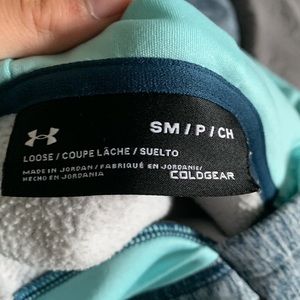 SM / P / CH
LOOSE / COUPE LÂCHE / SUELTO
MADE IN JORDAN / FABRIQUÉ EN JORDANIE/
HECHO EN JORDANIA
COLDGEAR